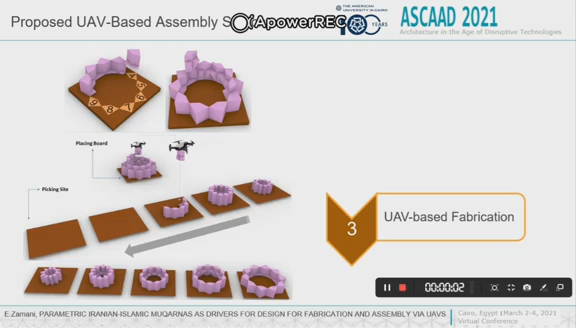 Proposed UAV-Based Assembly S
ApowerREC
THE AMERICAN
UNIVERSITY IN CAIRO
100 YEARS
ASCAAD 2021
Architecture in the Age of Disruptive Technologies
Placing Board
Picking Site
3
UAV-based Fabrication
00:00:02
E.Zamani, PARAMETRIC IRANIAN-ISLAMIC MUQARNAS AS DRIVERS FOR DESIGN FOR FABRICATION AND ASSEMBLY VIA UAVS
Cairo, Egypt
March 2-4, 2021
Virtual Conference